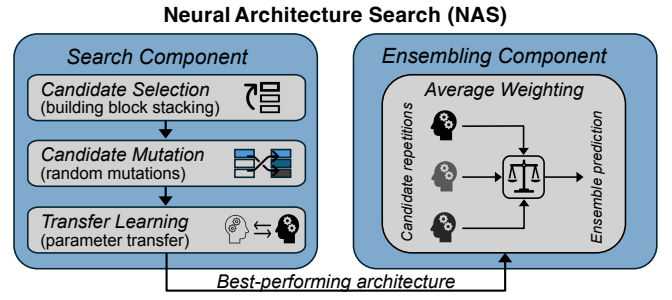 Neural Architecture Search (NAS)
Search Component
Candidate Selection
(building block stacking)
Candidate Mutation
(random mutations)
Transfer Learning
(parameter transfer)
Ensembling Component
Average Weighting
Candidate repetitions
Ensemble prediction
Best-performing architecture